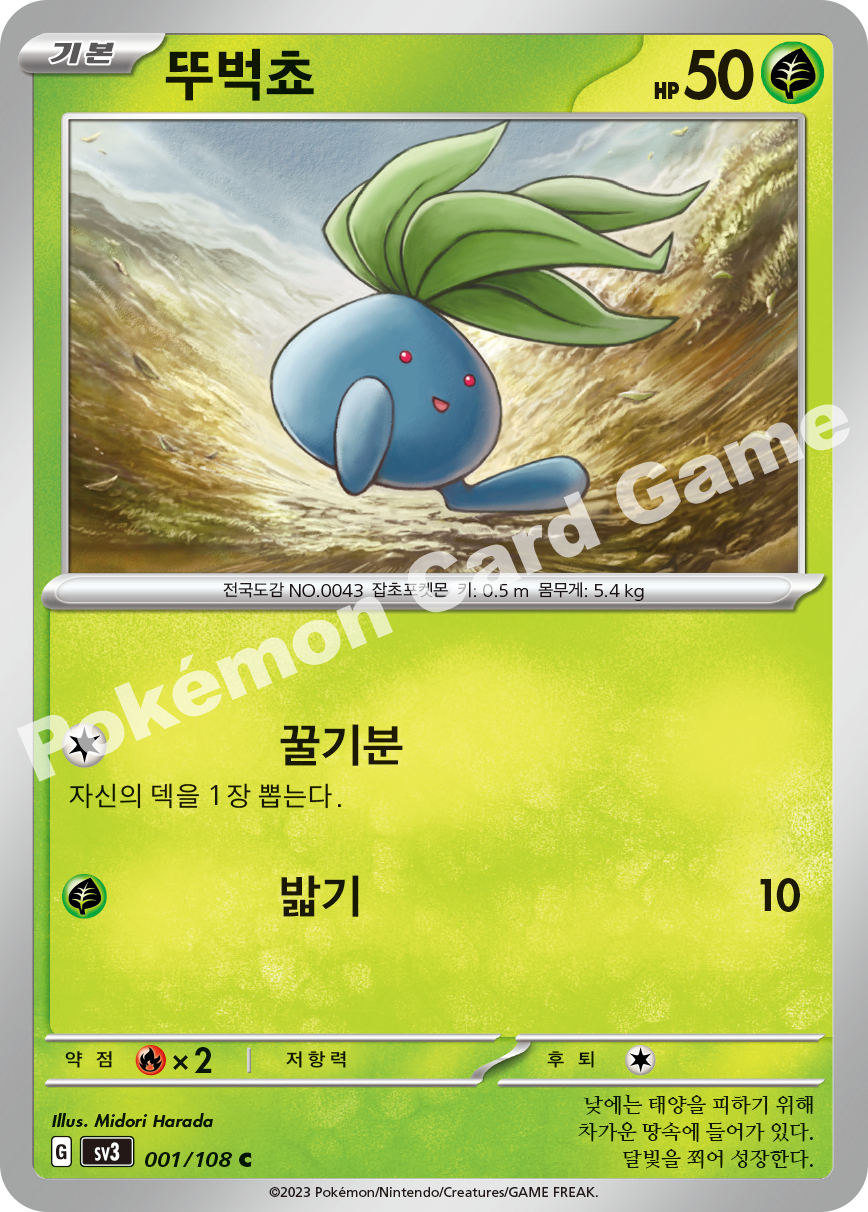 기본
뚜벅쵸
HP 50
전국도감 NO.0043 잡초포켓몬 키: 0.5 m 몸무게: 5.4 kg
Pokémon Card Game
꿀기분
자신의 덱을 1장 뽑는다.
밟기 10
약점 ×2 저항력 후퇴
Illus. Midori Harada
낮에는 태양을 피하기 위해
차가운 땅속에 들어가 있다.
달빛을 쬐어 성장한다.
G sv3 001/108 C
©2023 Pokémon/Nintendo/Creatures/GAME FREAK.